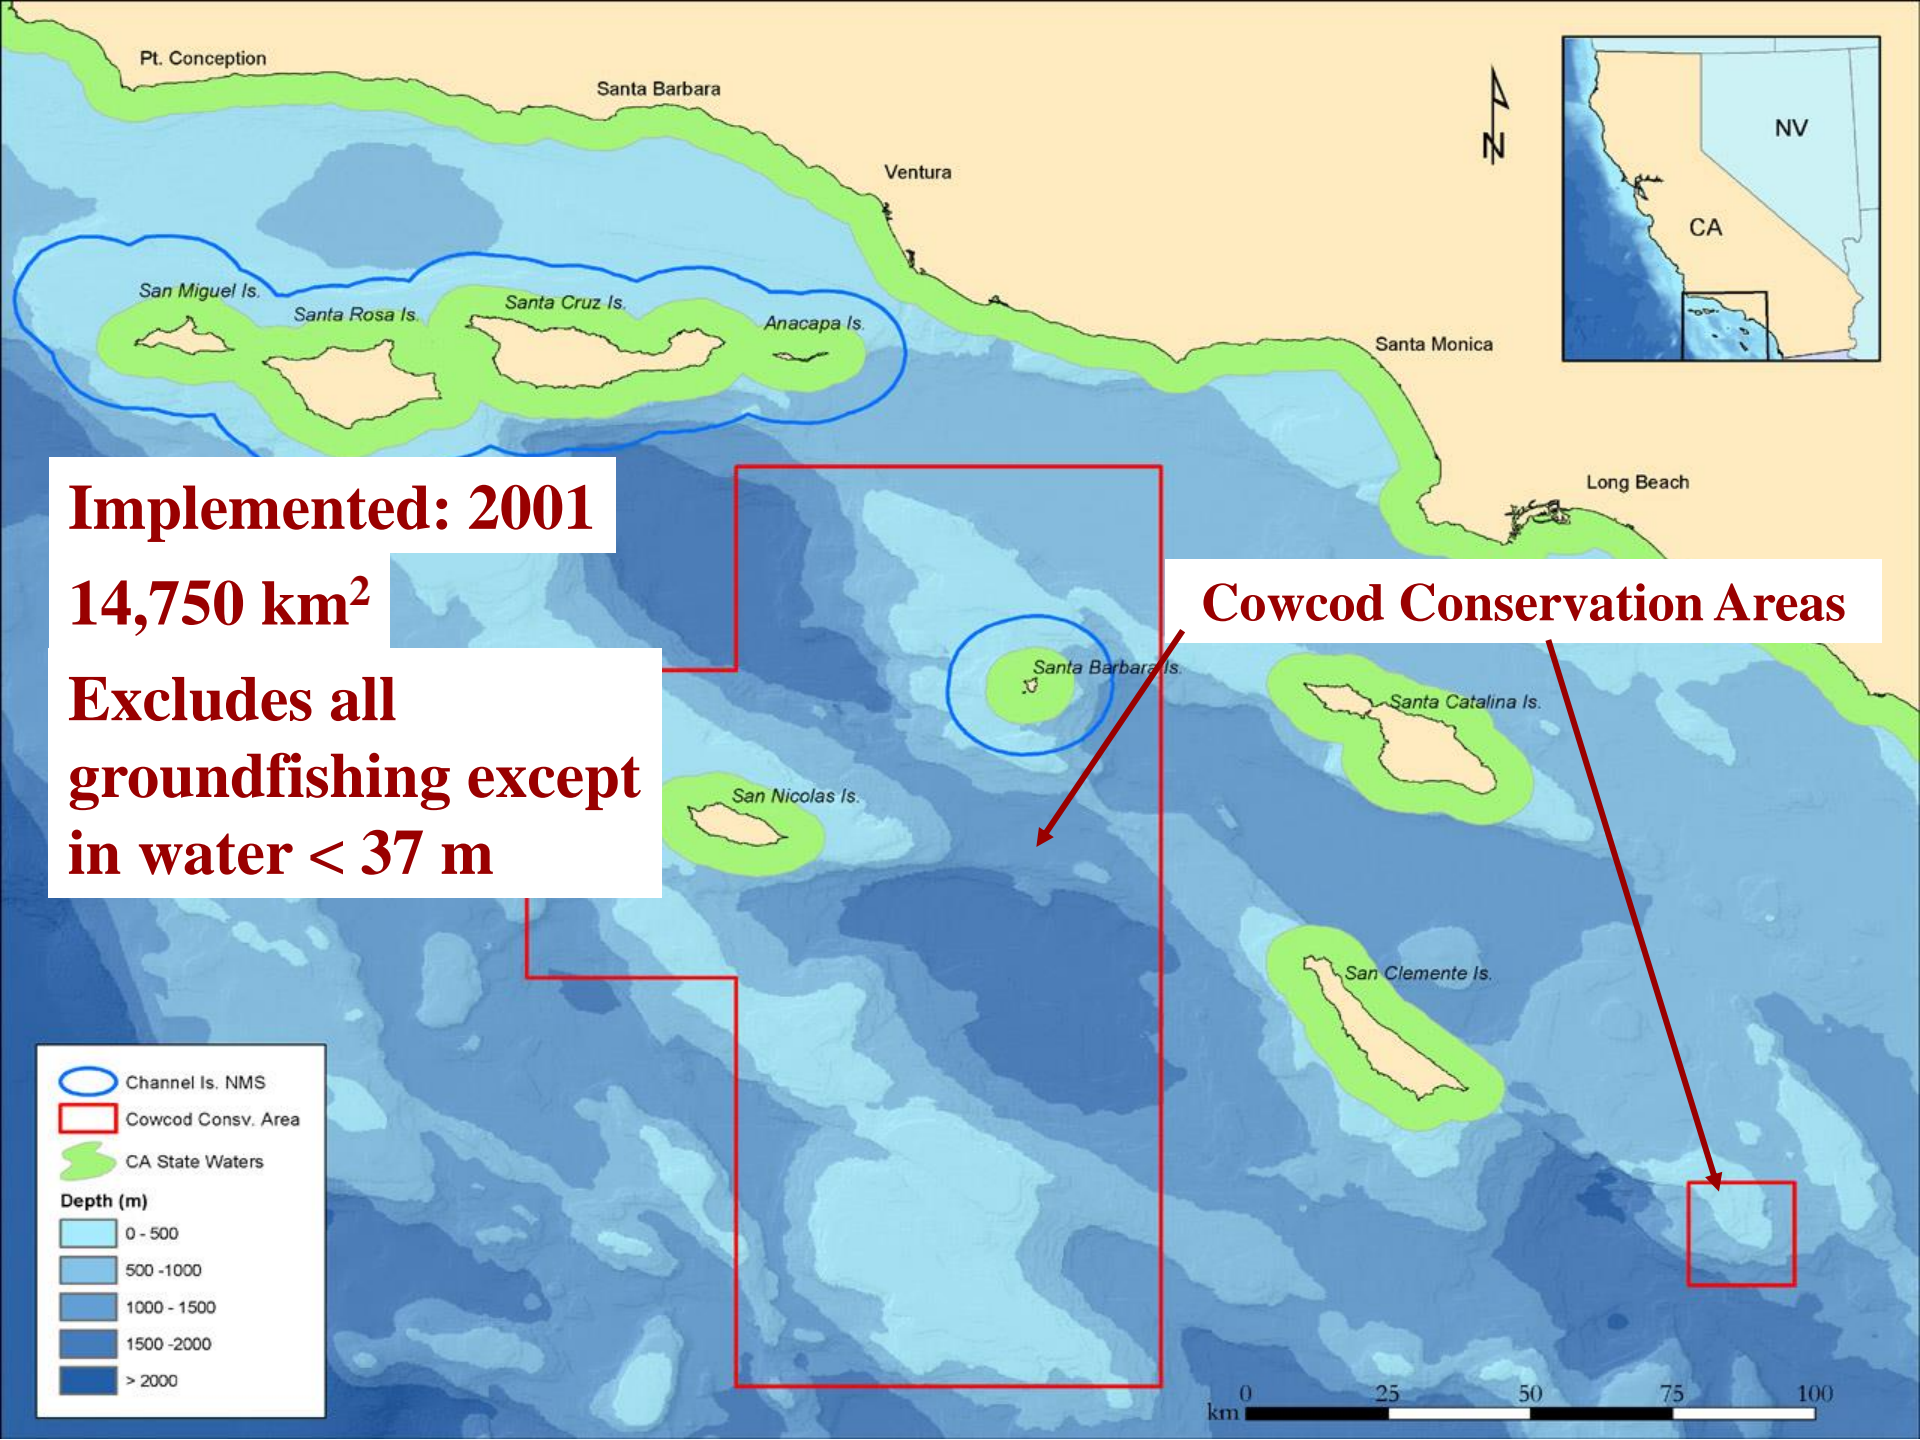 Pt. Conception
Santa Barbara
Ventura
NV
CA
N
San Miguel Is.
Santa Rosa Is.
Santa Cruz Is.
Anacapa Is.
Santa Monica
Long Beach
Implemented: 2001
14,750 km²
Excludes all
groundfishing except
in water < 37 m
Cowcod Conservation Areas
Santa Barbara Is.
Santa Catalina Is.
San Nicolas Is.
San Clemente Is.
Channel Is. NMS
Cowcod Consv. Area
CA State Waters
Depth (m)
0 - 500
500 -1000
1000 - 1500
1500 -2000
> 2000
0 25 50 75 100
km